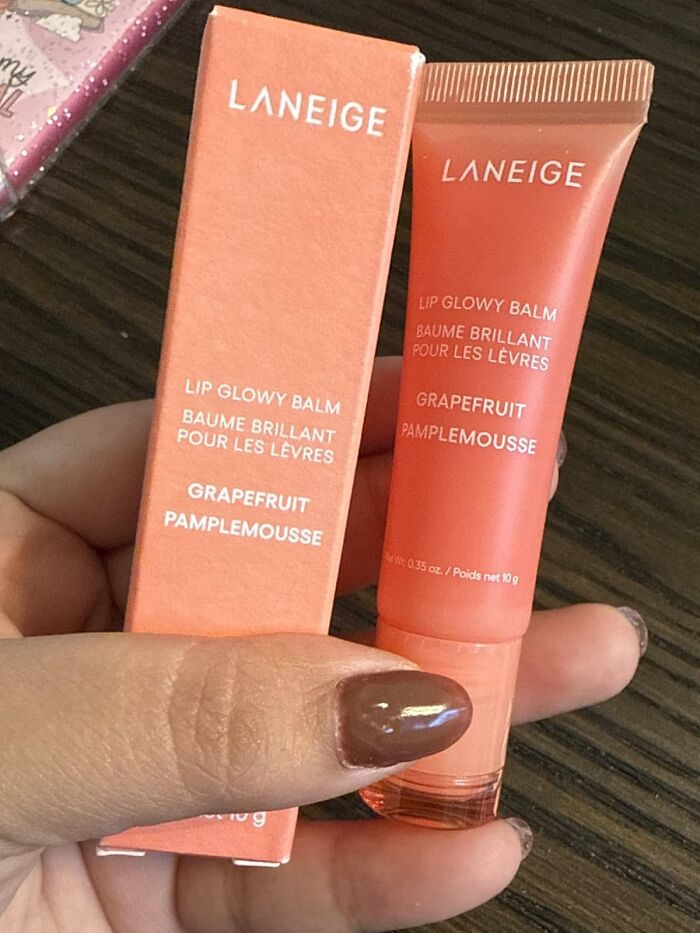 LANEIGE
LIP GLOWY BALM
BAUME BRILLANT
POUR LES LÈVRES
GRAPEFRUIT
PAMPLEMOUSSE
10 g
LANEIGE
LIP GLOWY BALM
BAUME BRILLANT
POUR LES LÈVRES
GRAPEFRUIT
PAMPLEMOUSSE
Wt. 0.35 oz. / Poids net 10 g